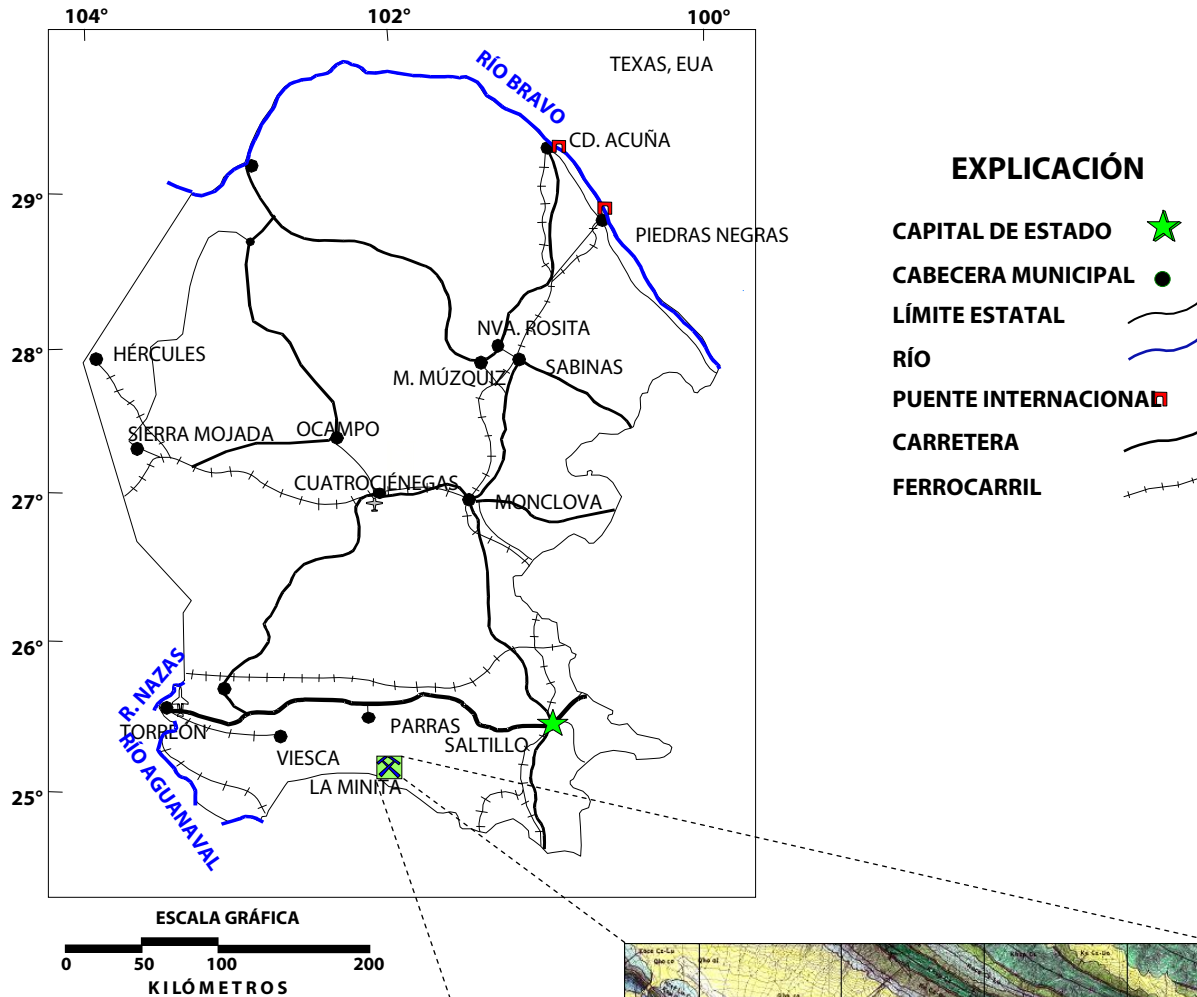 104°
102°
100°
TEXAS, EUA
RÍO BRAVO
CD. ACUÑA
29°
PIEDRAS NEGRAS
NVA. ROSITA
28°
HÉRCULES
SABINAS
M. MÚZQUIZ
SIERRA MOJADA
OCAMPO
CUATROCIÉNEGAS
27°
MONCLOVA
26°
R. NAZAS
TORREÓN
PARRAS
SALTILLO
VIESCA
RÍO AGUANAVAL
LA MINITA
25°
EXPLICACIÓN
CAPITAL DE ESTADO
CABECERA MUNICIPAL
LÍMITE ESTATAL
RÍO
PUENTE INTERNACIONAL
CARRETERA
FERROCARRIL
ESCALA GRÁFICA
0 50 100 200
KILÓMETROS